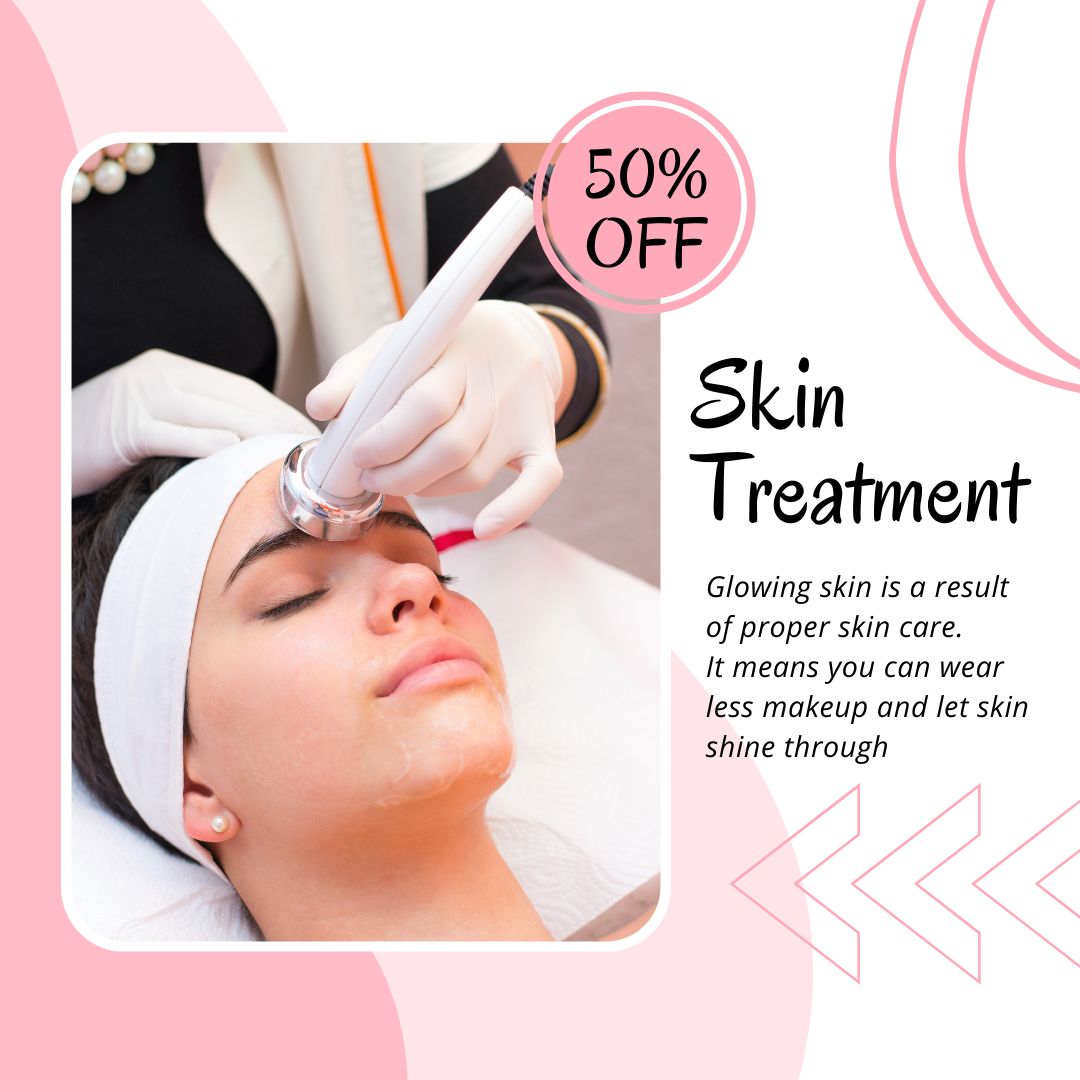 50%
OFF
Skin
Treatment
Glowing skin is a result
of proper skin care.
It means you can wear
less makeup and let skin
shine through